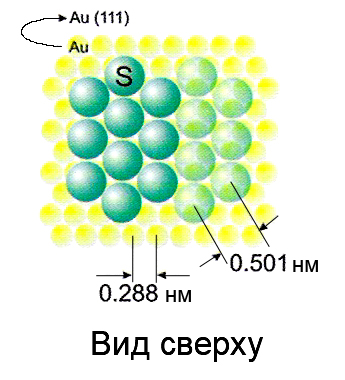 Au (111)
Au
S
0.501 нм
0.288 нм
Вид сверху